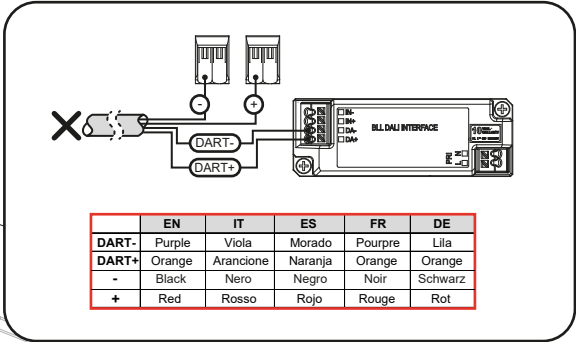 -
+
IN-
IN+
DA-
DA+
BLL DALI INTERFACE
PRI
N
L
DART-
DART+
EN IT ES FR DE
DART- Purple Viola Morado Pourpre Lila
DART+ Orange Arancione Naranja Orange Orange
- Black Nero Negro Noir Schwarz
+ Red Rosso Rojo Rouge Rot